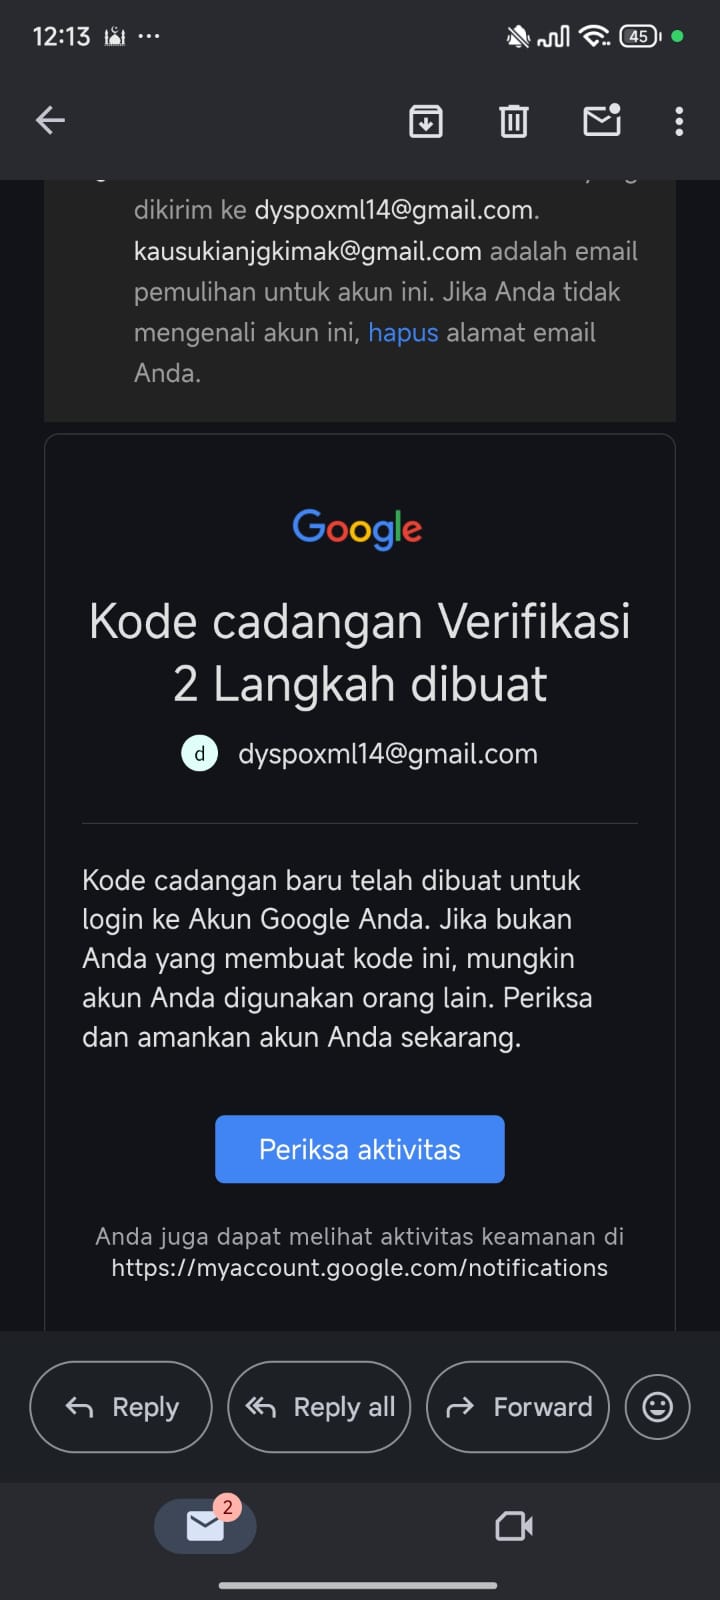 12:13
45
dikirim ke dyspoxml14@gmail.com.
kausukianjgkimak@gmail.com adalah email
pemulihan untuk akun ini. Jika Anda tidak
mengenali akun ini, hapus alamat email
Anda.
Google
Kode cadangan Verifikasi
2 Langkah dibuat
d dyspoxml14@gmail.com
Kode cadangan baru telah dibuat untuk
login ke Akun Google Anda. Jika bukan
Anda yang membuat kode ini, mungkin
akun Anda digunakan orang lain. Periksa
dan amankan akun Anda sekarang.
Periksa aktivitas
Anda juga dapat melihat aktivitas keamanan di
https://myaccount.google.com/notifications
Reply
Reply all
Forward
2